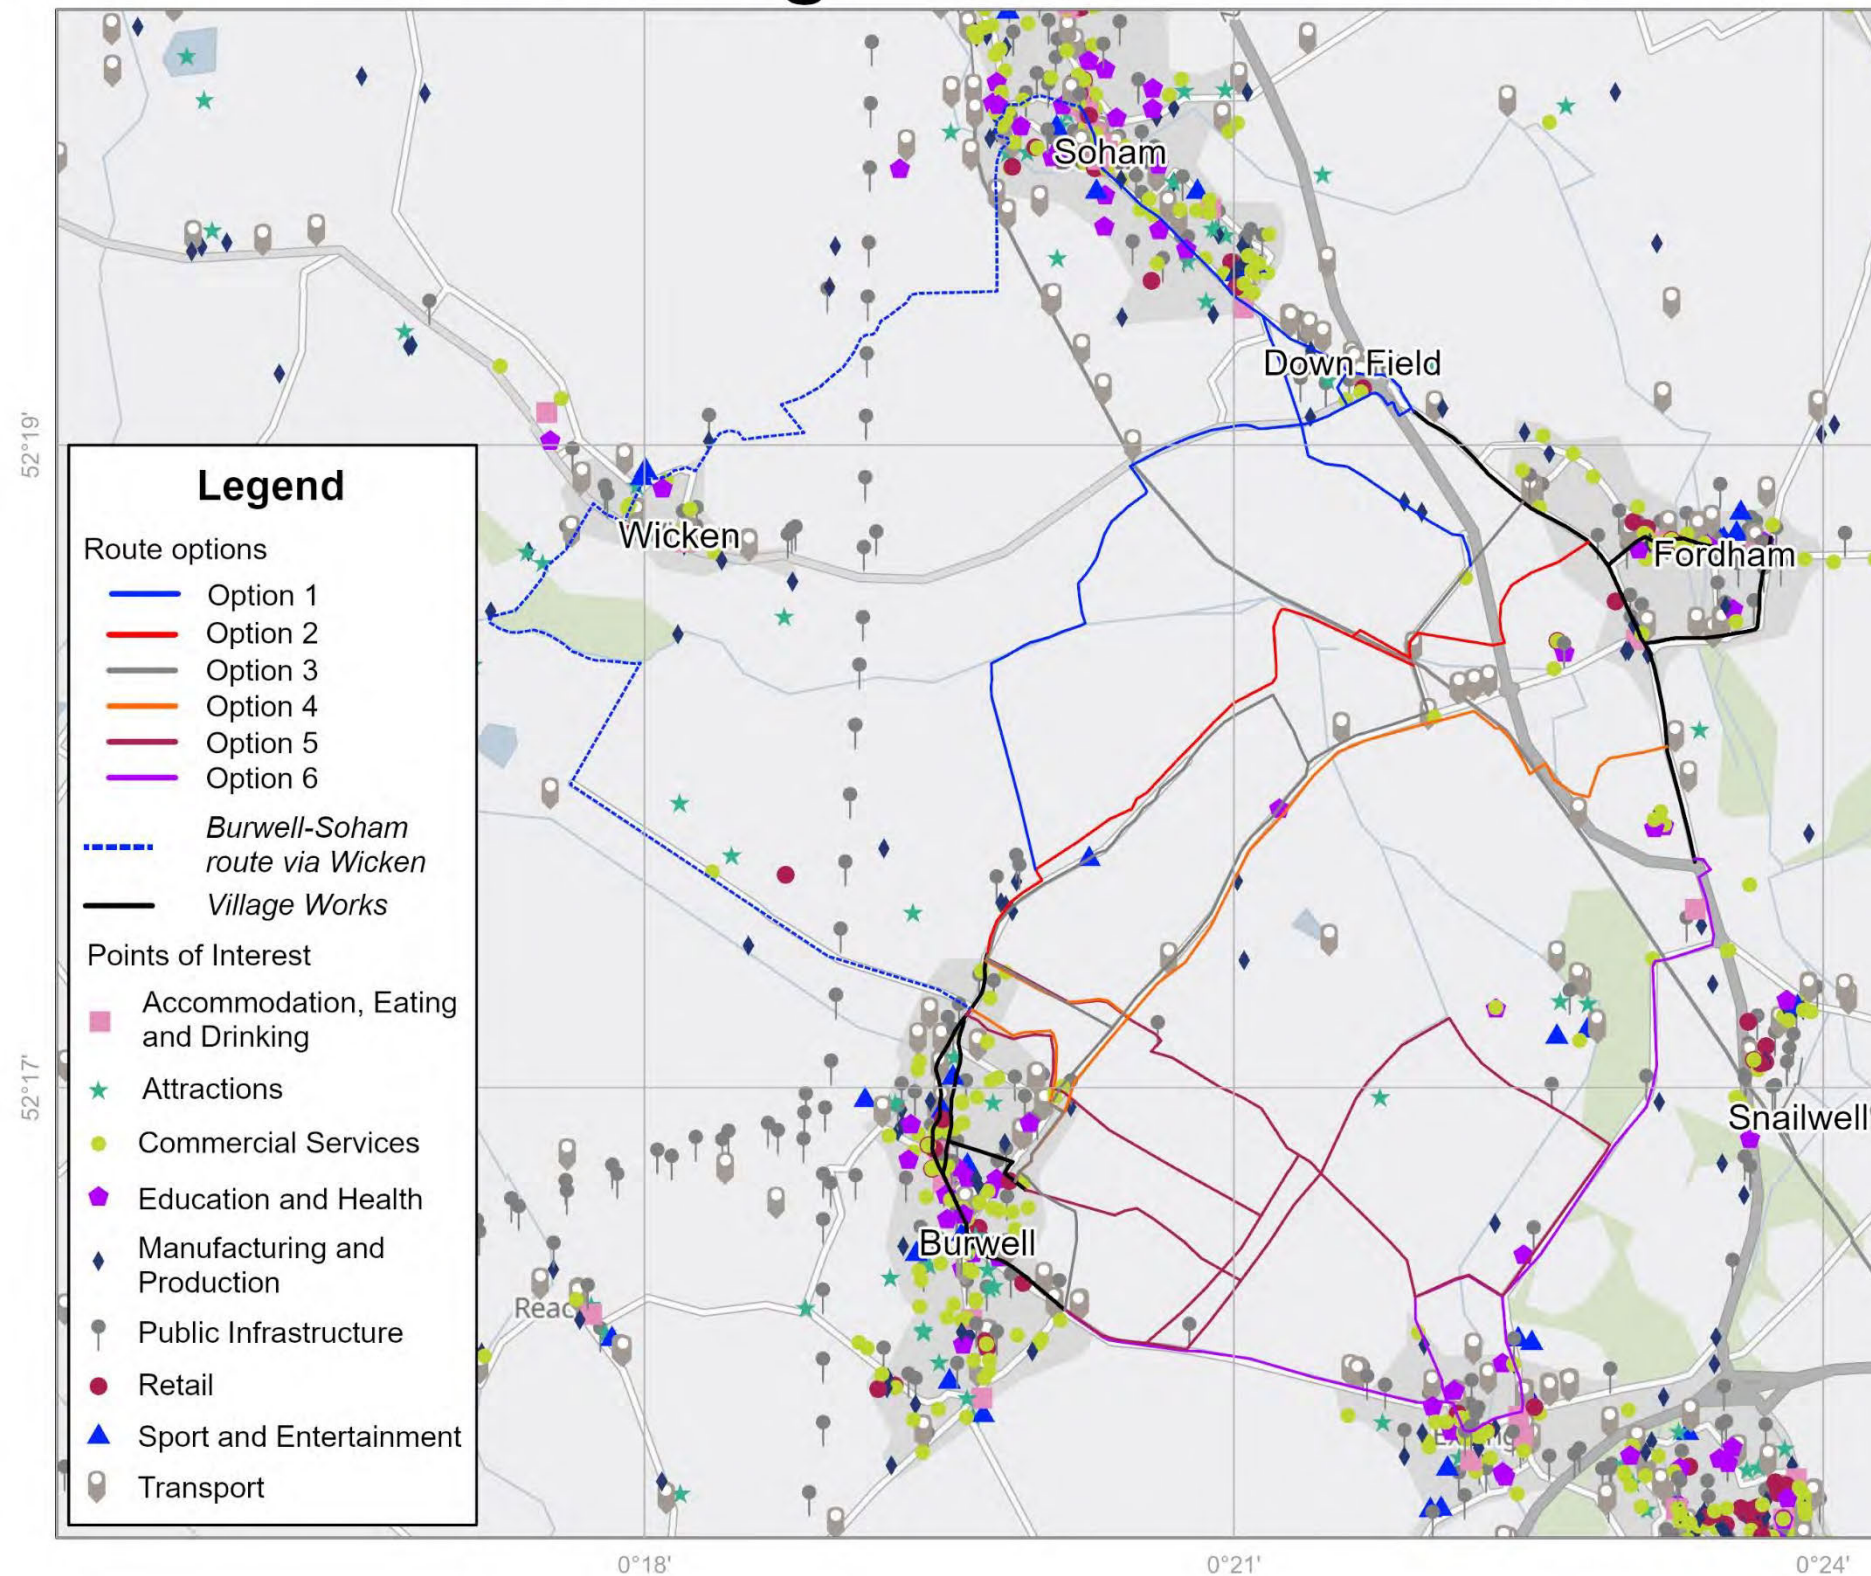 Soham
Down Field
52°19'
Legend
Route options
Option 1
Option 2
Option 3
Option 4
Option 5
Option 6
Burwell-Soham
route via Wicken
Village Works
Points of Interest
Accommodation, Eating
and Drinking
Attractions
Commercial Services
Education and Health
Manufacturing and
Production
Public Infrastructure
Retail
Sport and Entertainment
Transport
Wicken
Fordham
52°17'
Snailwell
Burwell
Reac
0°18'
0°21'
0°24'